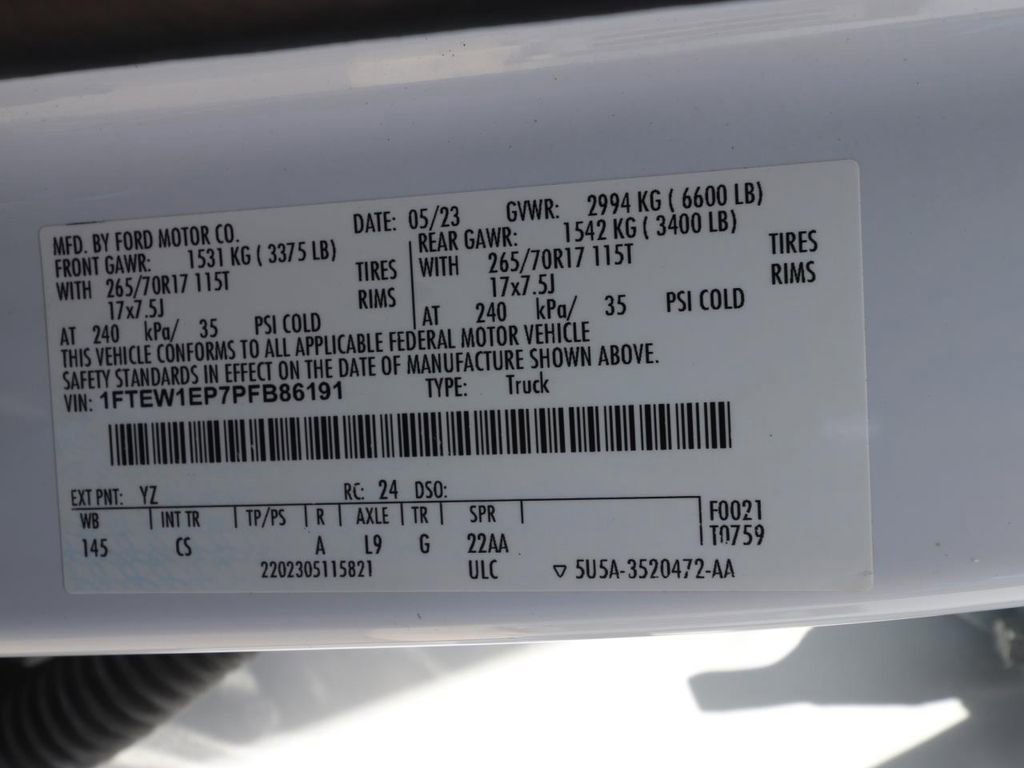 MFD. BY FORD MOTOR CO. DATE: 05/23 GVWR: 2994 KG ( 6600 LB)
FRONT GAWR: 1531 KG ( 3375 LB) REAR GAWR: 1542 KG ( 3400 LB)
WITH 265/70R17 115T TIRES WITH 265/70R17 115T TIRES
17x7.5J RIMS 17x7.5J RIMS
AT 240 kPa/ 35 PSI COLD AT 240 kPa/ 35 PSI COLD
THIS VEHICLE CONFORMS TO ALL APPLICABLE FEDERAL MOTOR VEHICLE
SAFETY STANDARDS IN EFFECT ON THE DATE OF MANUFACTURE SHOWN ABOVE.
VIN: 1FTEW1EP7PFB86191 TYPE: Truck
EXT PNT: YZ RC: 24 DSO:
WB INT TR TP/PS R AXLE TR SPR F0021
145 CS A L9 G 22AA T0759
2202305115821 ULC ▽ 5U5A-3520472-AA